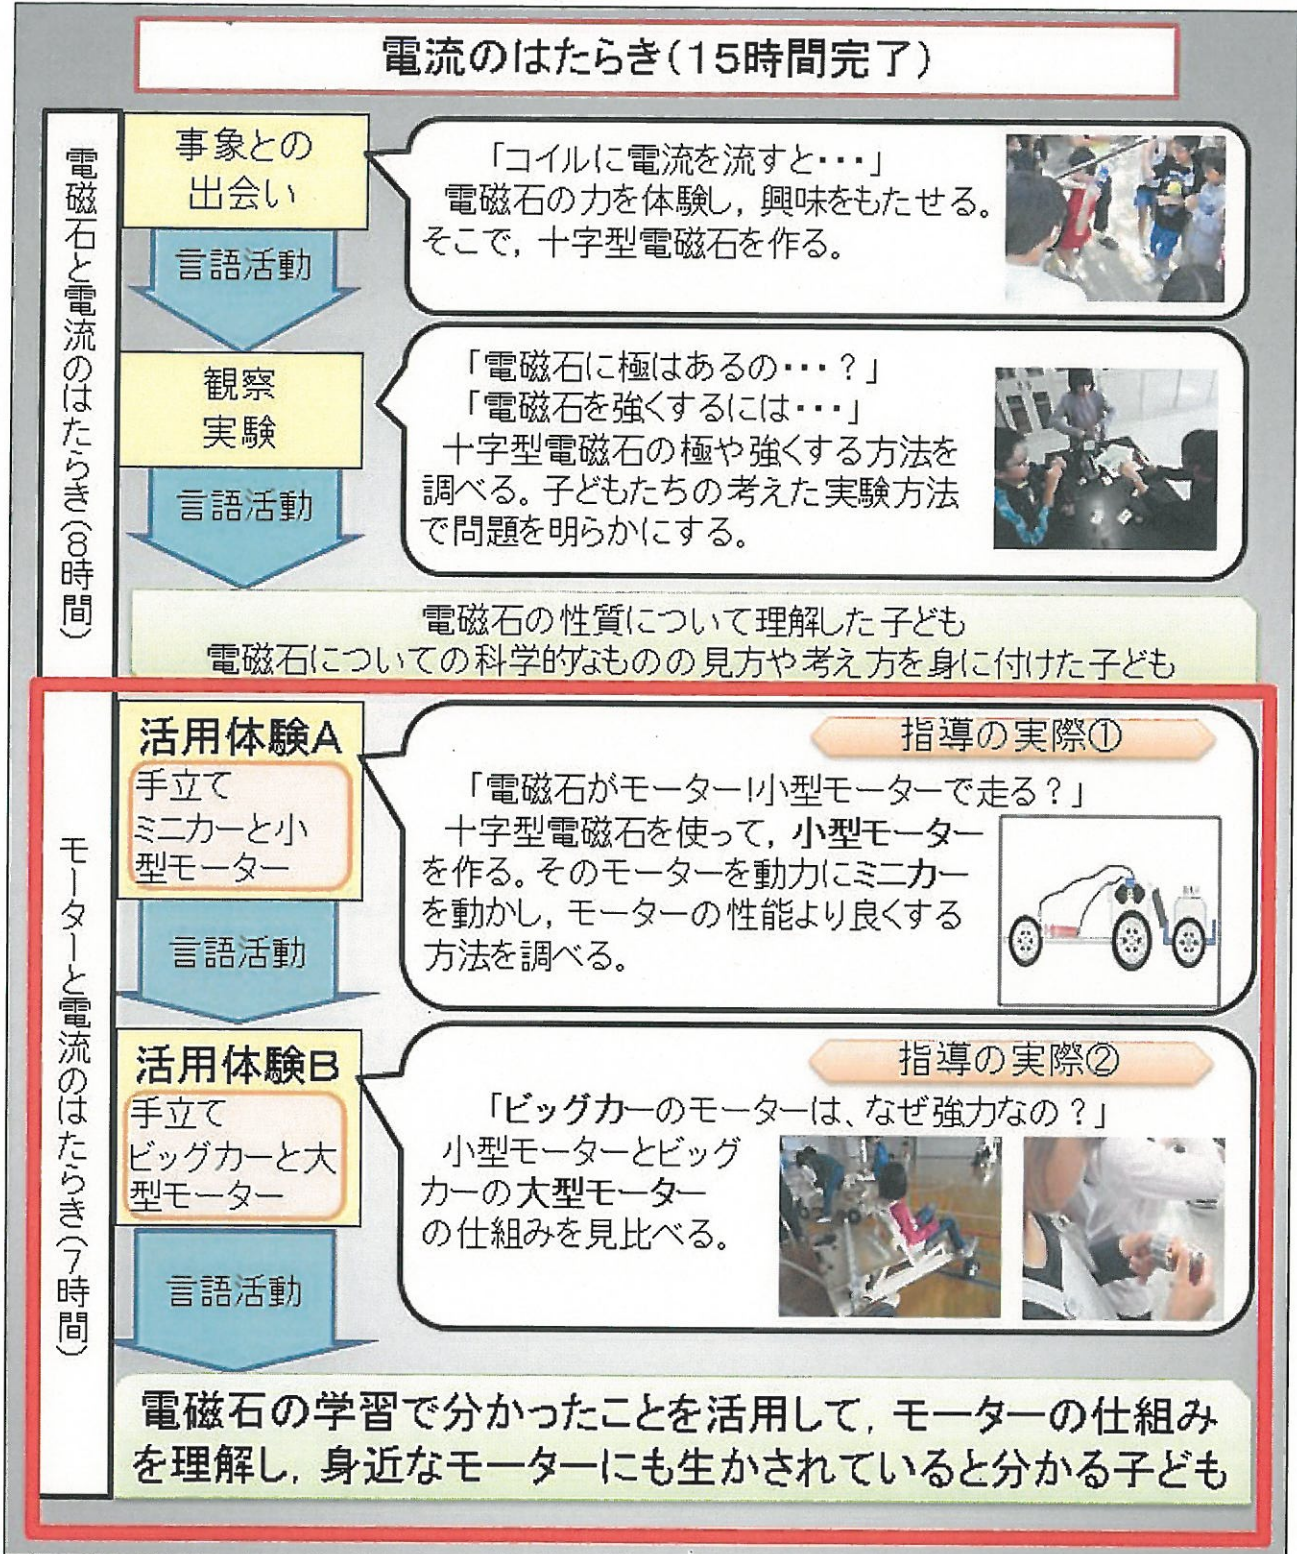 電流のはたらき(15時間完了)
電磁石と電流のはたらき(8時間)
事象との
出会い
「コイルに電流を流すと・・・」
電磁石の力を体験し,興味をもたせる。
そこで,十字型電磁石を作る。
言語活動
観察
実験
「電磁石に極はあるの・・・?」
「電磁石を強くするには・・・」
十字型電磁石の極や強くする方法を
調べる。子どもたちの考えた実験方法
で問題を明らかにする。
言語活動
電磁石の性質について理解した子ども
電磁石についての科学的なものの見方や考え方を身に付けた子ども
モーターと電流のはたらき(7時間)
活用体験A
手立て
ミニカーと小
型モーター
指導の実際①
「電磁石がモーター!小型モーターで走る?」
十字型電磁石を使って,小型モーター
を作る。そのモーターを動力にミニカー
を動かし,モーターの性能より良くする
方法を調べる。
言語活動
活用体験B
手立て
ビッグカーと大
型モーター
指導の実際②
「ビッグカーのモーターは、なぜ強力なの?」
小型モーターとビッグ
カーの大型モーター
の仕組みを見比べる。
言語活動
電磁石の学習で分かったことを活用して,モーターの仕組み
を理解し,身近なモーターにも生かされていると分かる子ども